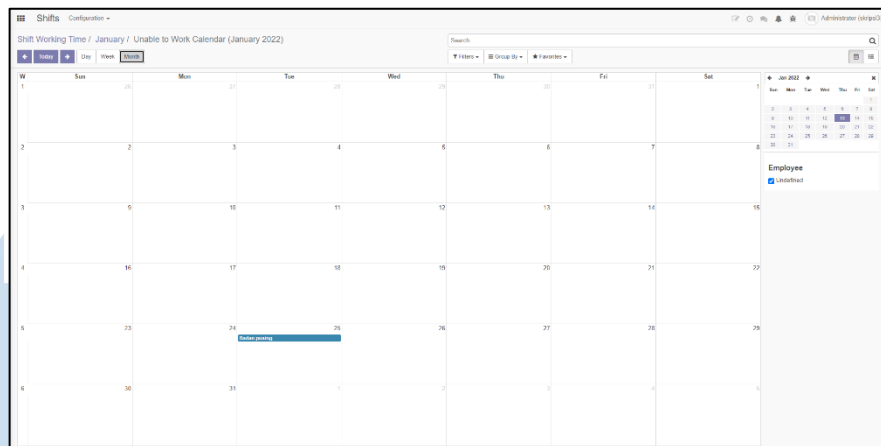 Shifts Configuration
Administrator (skripsi
Shift Working Time / January / Unable to Work Calendar (January 2022)
Search...
Today Day Week Month
Filters Group By Favorites
W Sun Mon Tue Wed Thu Fri Sat
1 26 27 28 29 30 31 1
2 2 3 4 5 6 7 8
3 9 10 11 12 13 14 15
4 16 17 18 19 20 21 22
5 23 24 25 26 27 28 29
Badan pusing
6 30 31 1 2 3 4 5
Jan 2022
Sun Mon Tue Wed Thu Fri Sat
1
2 3 4 5 6 7 8
9 10 11 12 13 14 15
16 17 18 19 20 21 22
23 24 25 26 27 28 29
30 31
Employee
Undefined